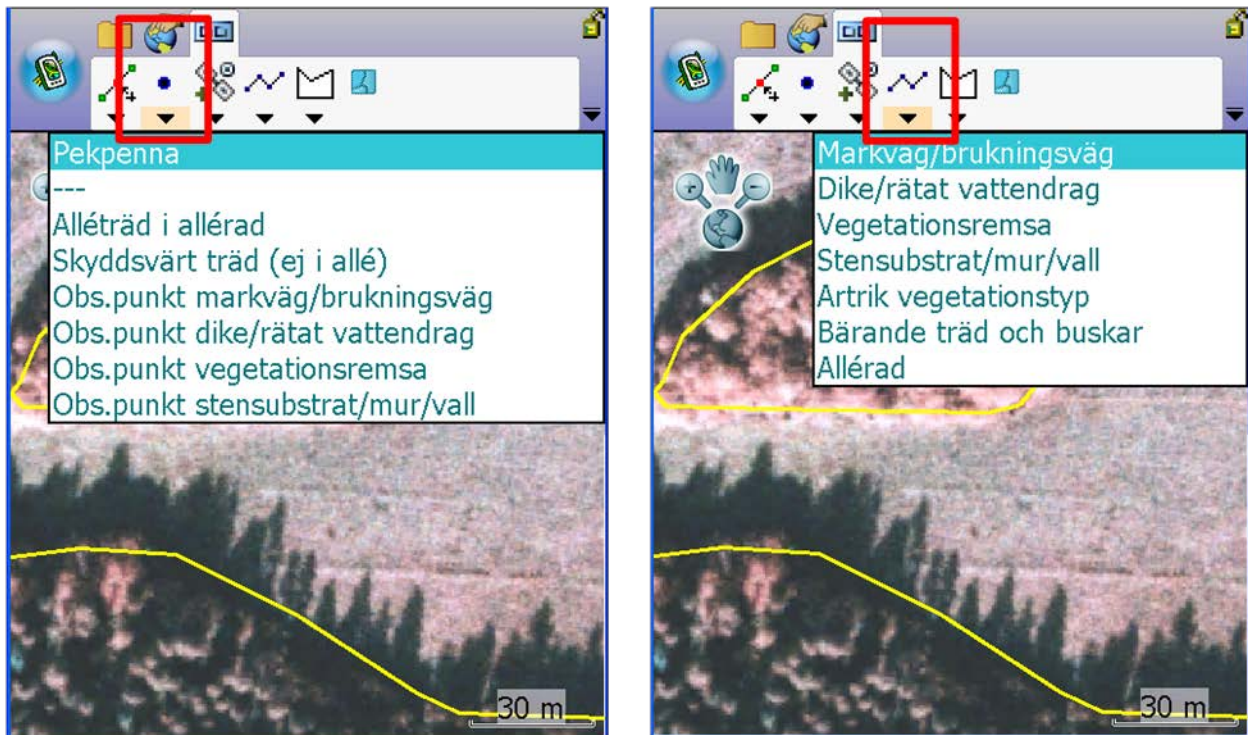 Pekpenna
---
Alléträd i allérad
Skyddsvärt träd (ej i allé)
Obs.punkt markväg/brukningsväg
Obs.punkt dike/rätat vattendrag
Obs.punkt vegetationsremsa
Obs.punkt stensubstrat/mur/vall
30 m
Markväg/brukningsväg
Dike/rätat vattendrag
Vegetationsremsa
Stensubstrat/mur/vall
Artrik vegetationstyp
Bärande träd och buskar
Allérad
30 m